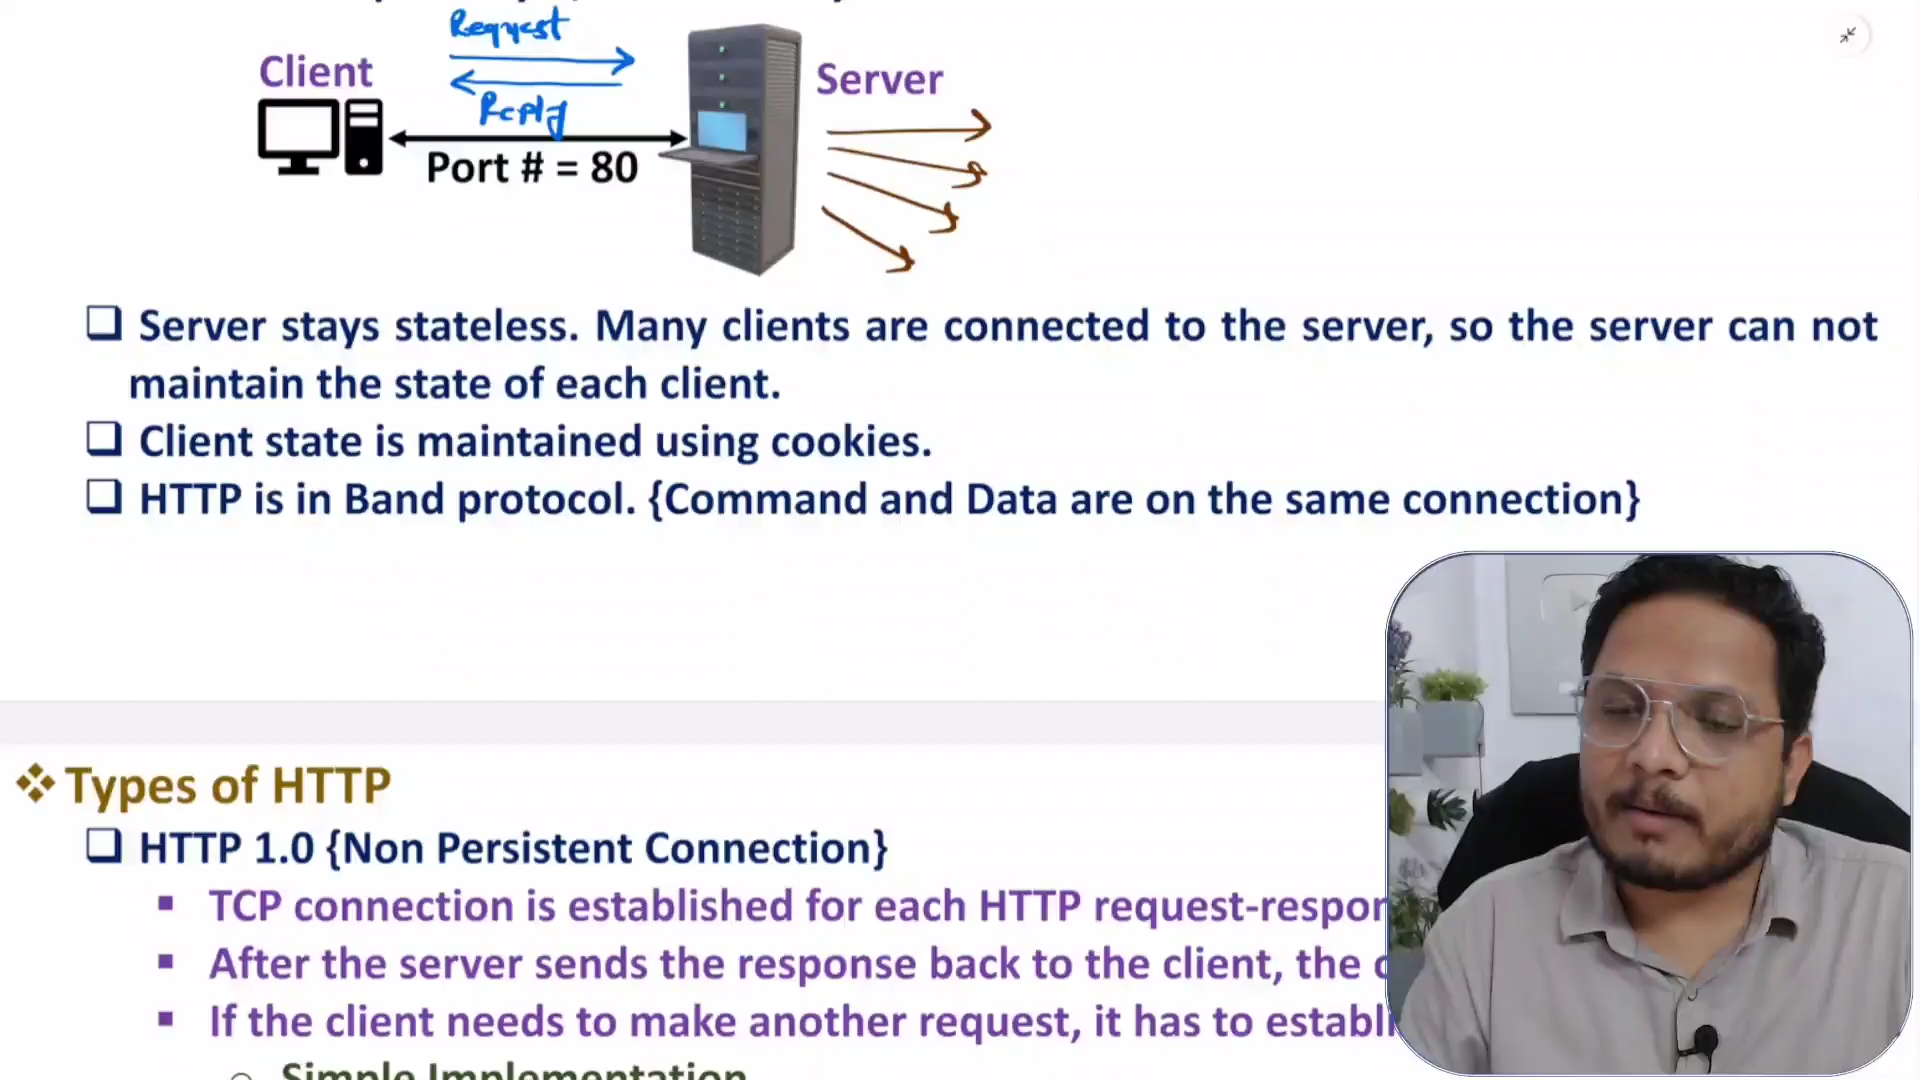 Request
Client
Server
Reply
Port # = 80
Server stays stateless. Many clients are connected to the server, so the server can not
maintain the state of each client.
Client state is maintained using cookies.
HTTP is in Band protocol. {Command and Data are on the same connection}
Types of HTTP
HTTP 1.0 {Non Persistent Connection}
TCP connection is established for each HTTP request-respon
After the server sends the response back to the client, the
If the client needs to make another request, it has to establi
Simple Implementation